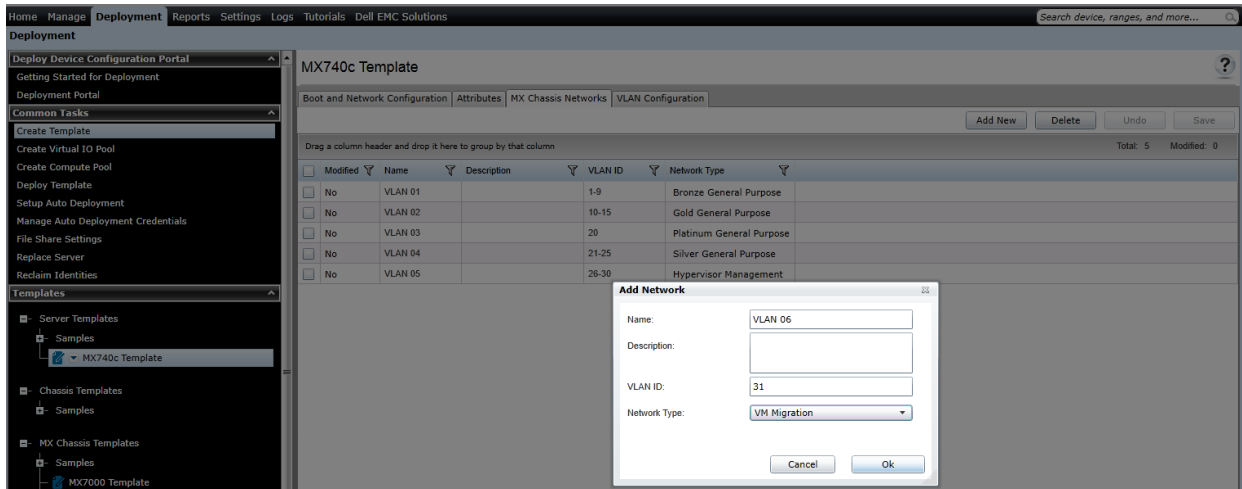 Home Manage Deployment Reports Settings Logs Tutorials Dell EMC Solutions Search device, ranges, and more...
Deployment
Deploy Device Configuration Portal
Getting Started for Deployment
Deployment Portal
Common Tasks
Create Template
Create Virtual IO Pool
Create Compute Pool
Deploy Template
Setup Auto Deployment
Manage Auto Deployment Credentials
File Share Settings
Replace Server
Reclaim Identities
Templates
Server Templates
Samples
MX740c Template
Chassis Templates
Samples
MX Chassis Templates
Samples
MX7000 Template
MX740c Template ?
Boot and Network Configuration Attributes MX Chassis Networks VLAN Configuration
Add New Delete Undo Save
Drag a column header and drop it here to group by that column Total: 5 Modified: 0
Modified Name Description VLAN ID Network Type
No VLAN 01 1-9 Bronze General Purpose
No VLAN 02 10-15 Gold General Purpose
No VLAN 03 20 Platinum General Purpose
No VLAN 04 21-25 Silver General Purpose
No VLAN 05 26-30 Hypervisor Management
Add Network
Name: VLAN 06
Description:
VLAN ID: 31
Network Type: VM Migration
Cancel Ok